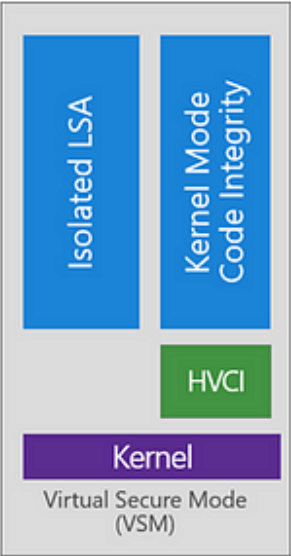 Isolated LSA
Kernel Mode
Code Integrity
HVCI
Kernel
Virtual Secure Mode
(VSM)